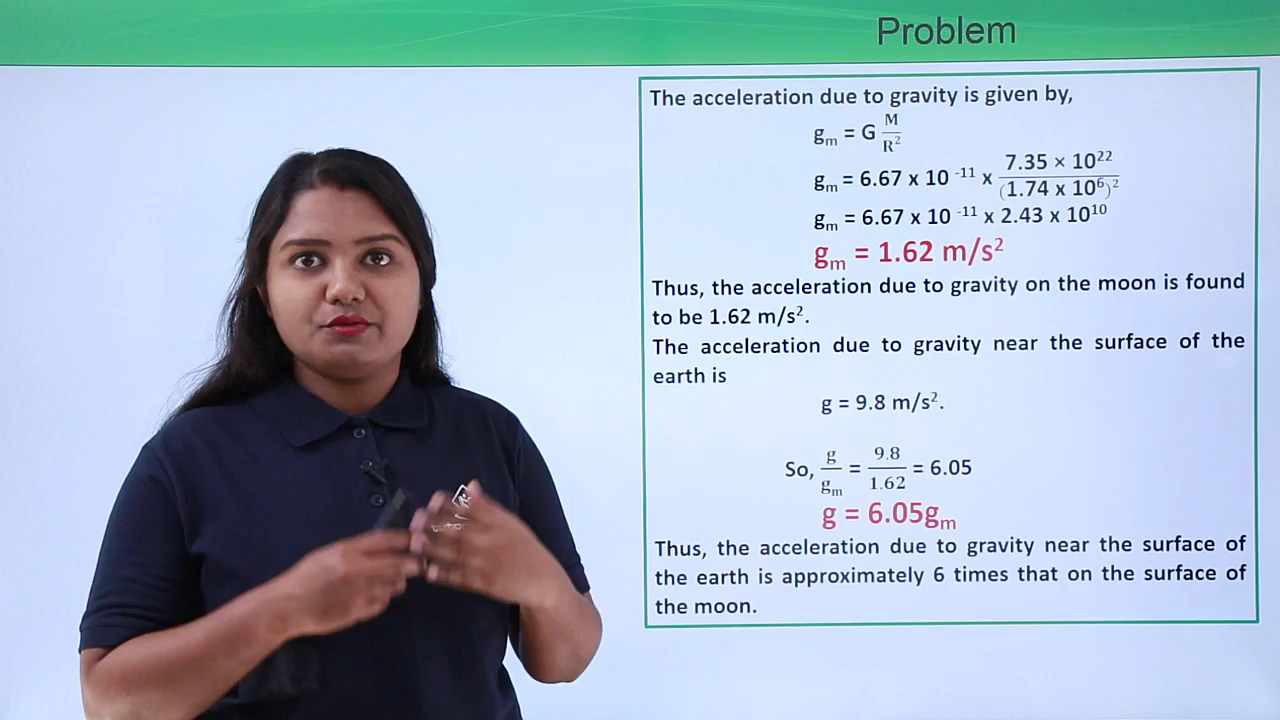 Problem
The acceleration due to gravity is given by,
gₘ = G M/R²
gₘ = 6.67 x 10 ⁻¹¹ x 7.35 × 10²²/(1.74 x 10⁶)²
gₘ = 6.67 x 10 ⁻¹¹ x 2.43 x 10¹⁰
gₘ = 1.62 m/s²
Thus, the acceleration due to gravity on the moon is found
to be 1.62 m/s².
The acceleration due to gravity near the surface of the
earth is
g = 9.8 m/s².
So, g/gₘ = 9.8/1.62 = 6.05
g = 6.05gₘ
Thus, the acceleration due to gravity near the surface of
the earth is approximately 6 times that on the surface of
the moon.